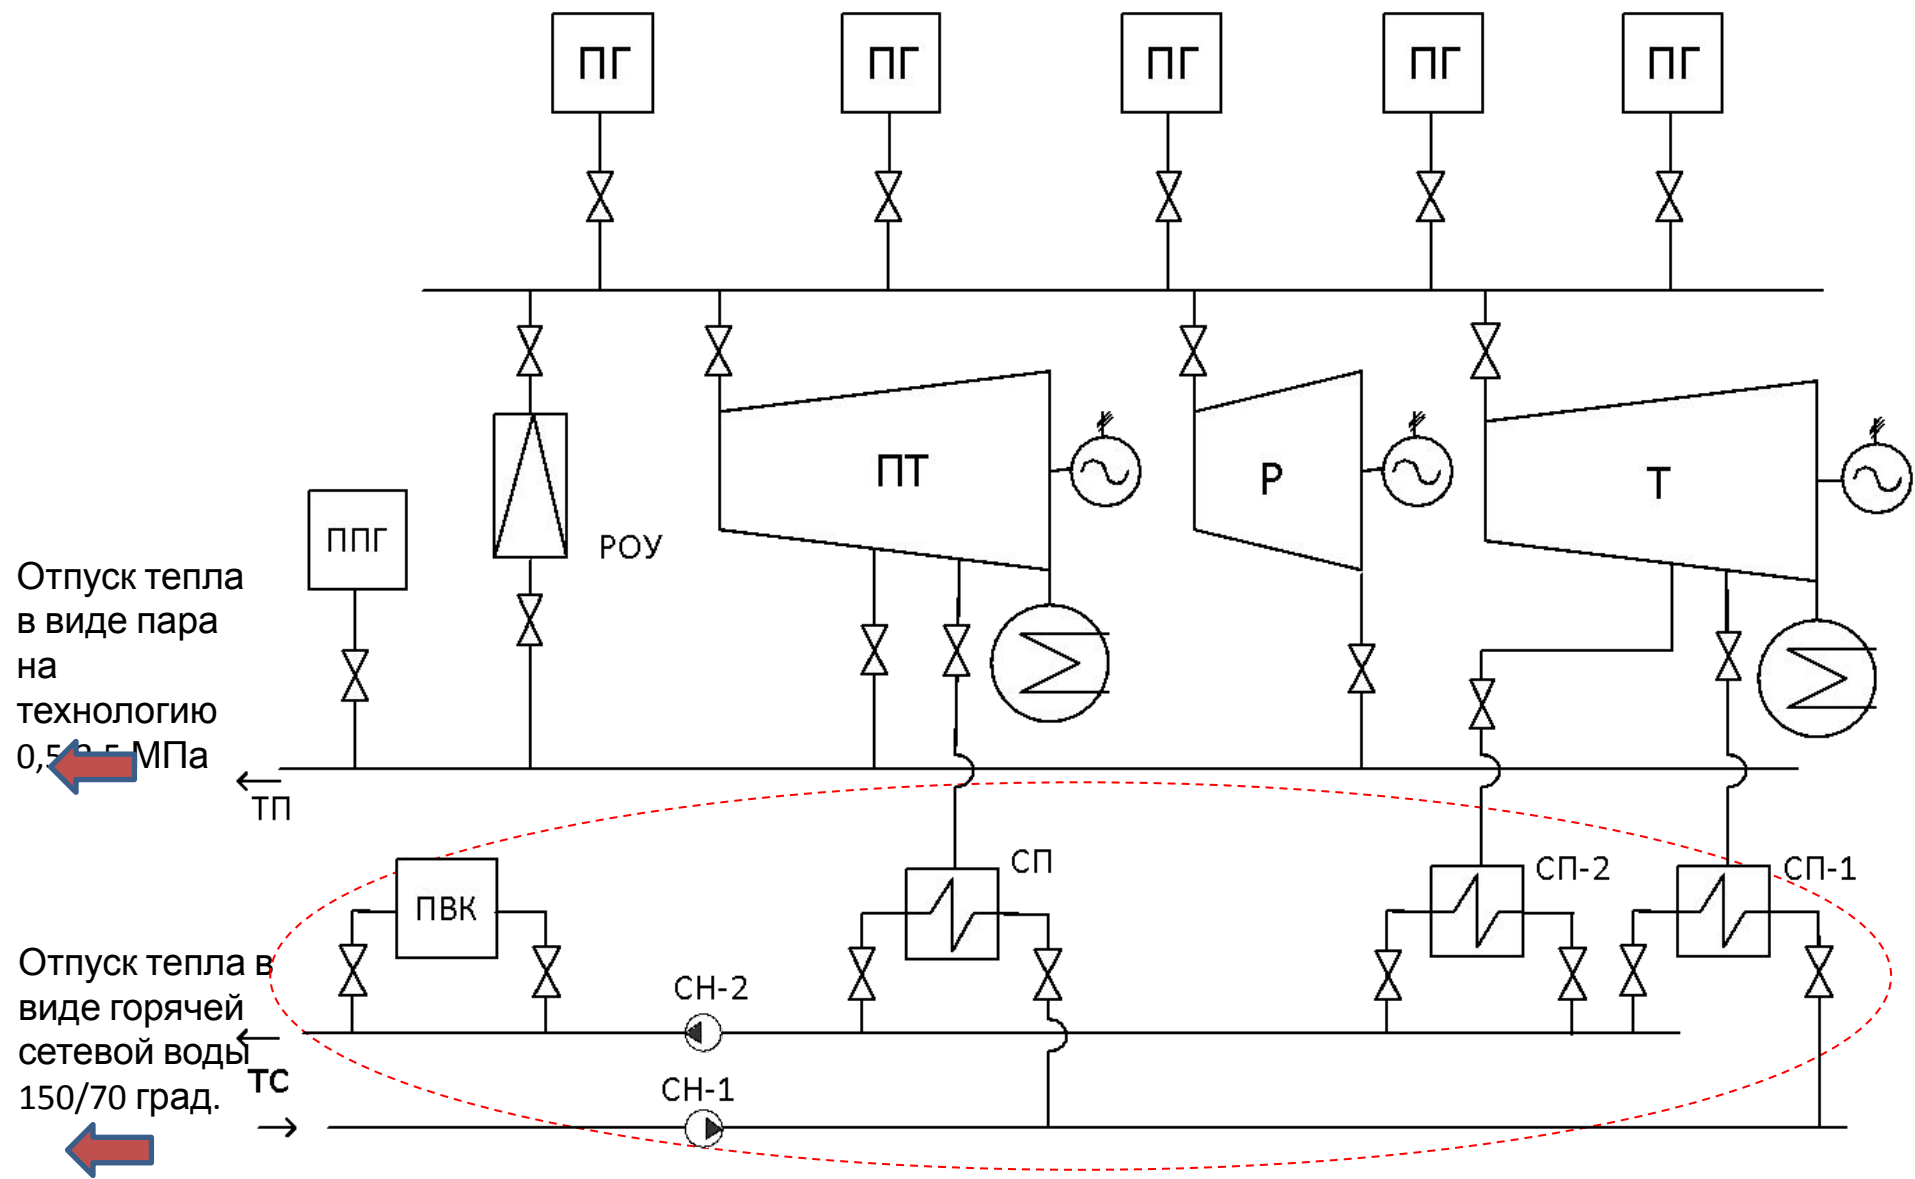 ПГ ПГ ПГ ПГ ПГ
ПТ
Р
Т
РОУ
ППГ
Отпуск тепла
в виде пара
на
технологию
МПа
ТП
СП
СП-2
СП-1
ПВК
Отпуск тепла в
виде горячей
сетевой воды
150/70 град.
ТС
СН-2
СН-1